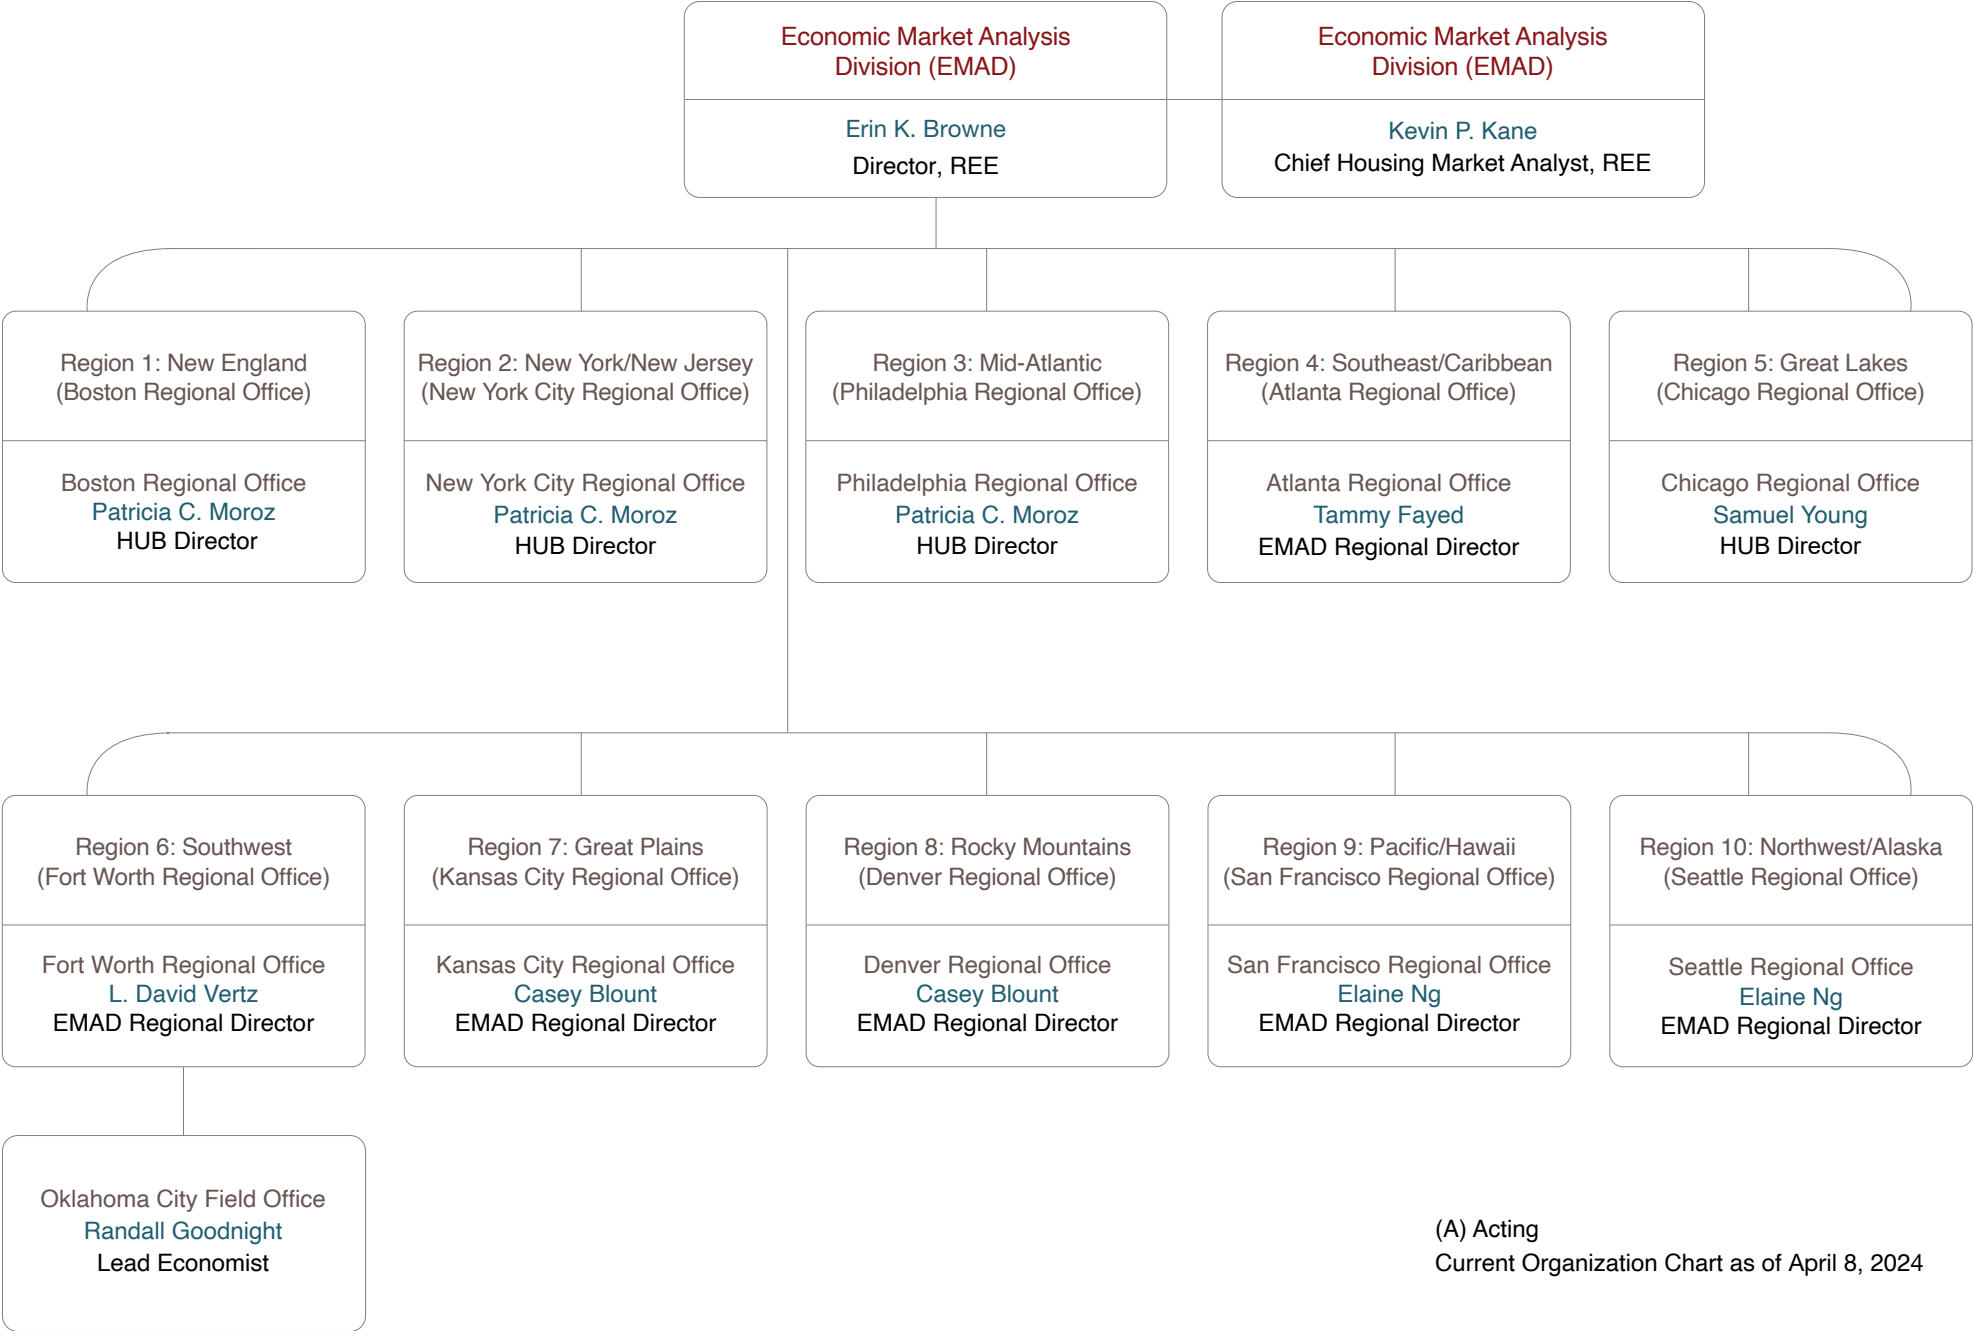 Economic Market Analysis
Division (EMAD)
Erin K. Browne
Director, REE
Economic Market Analysis
Division (EMAD)
Kevin P. Kane
Chief Housing Market Analyst, REE
Region 1: New England
(Boston Regional Office)
Boston Regional Office
Patricia C. Moroz
HUB Director
Region 2: New York/New Jersey
(New York City Regional Office)
New York City Regional Office
Patricia C. Moroz
HUB Director
Region 3: Mid-Atlantic
(Philadelphia Regional Office)
Philadelphia Regional Office
Patricia C. Moroz
HUB Director
Region 4: Southeast/Caribbean
(Atlanta Regional Office)
Atlanta Regional Office
Tammy Fayed
EMAD Regional Director
Region 5: Great Lakes
(Chicago Regional Office)
Chicago Regional Office
Samuel Young
HUB Director
Region 6: Southwest
(Fort Worth Regional Office)
Fort Worth Regional Office
L. David Vertz
EMAD Regional Director
Region 7: Great Plains
(Kansas City Regional Office)
Kansas City Regional Office
Casey Blount
EMAD Regional Director
Region 8: Rocky Mountains
(Denver Regional Office)
Denver Regional Office
Casey Blount
EMAD Regional Director
Region 9: Pacific/Hawaii
(San Francisco Regional Office)
San Francisco Regional Office
Elaine Ng
EMAD Regional Director
Region 10: Northwest/Alaska
(Seattle Regional Office)
Seattle Regional Office
Elaine Ng
EMAD Regional Director
Oklahoma City Field Office
Randall Goodnight
Lead Economist
(A) Acting
Current Organization Chart as of April 8, 2024